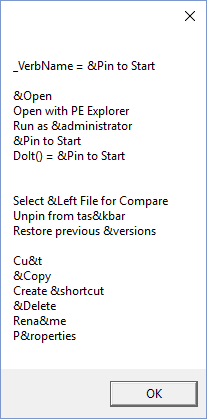 _VerbName = &Pin to Start
&Open
Open with PE Explorer
Run as &administrator
&Pin to Start
DoIt() = &Pin to Start
Select &Left File for Compare
Unpin from tas&kbar
Restore previous &versions
Cu&t
&Copy
Create &shortcut
&Delete
Rena&me
P&roperties
OK